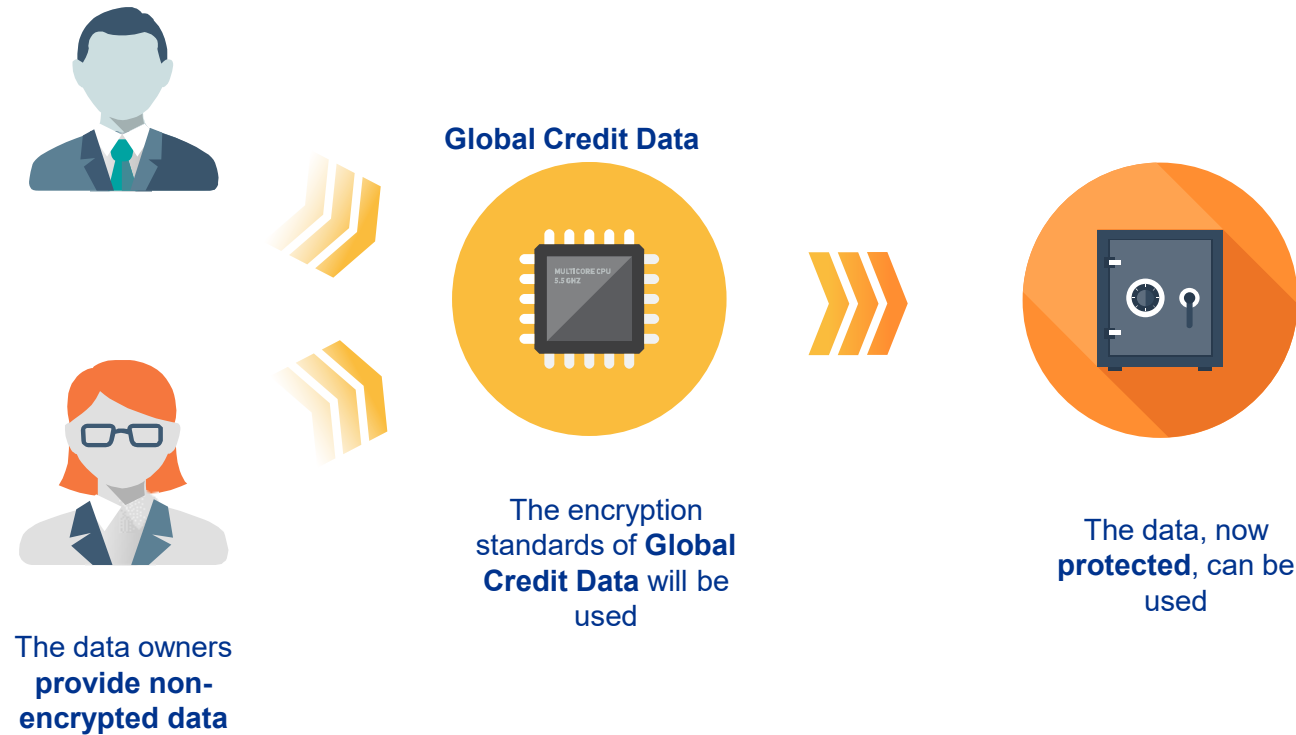 Global Credit Data
MULTICORE CPU
5.5 GHZ
The encryption
standards of Global
Credit Data will be
used
The data, now
protected, can be
used
The data owners
provide non-
encrypted data